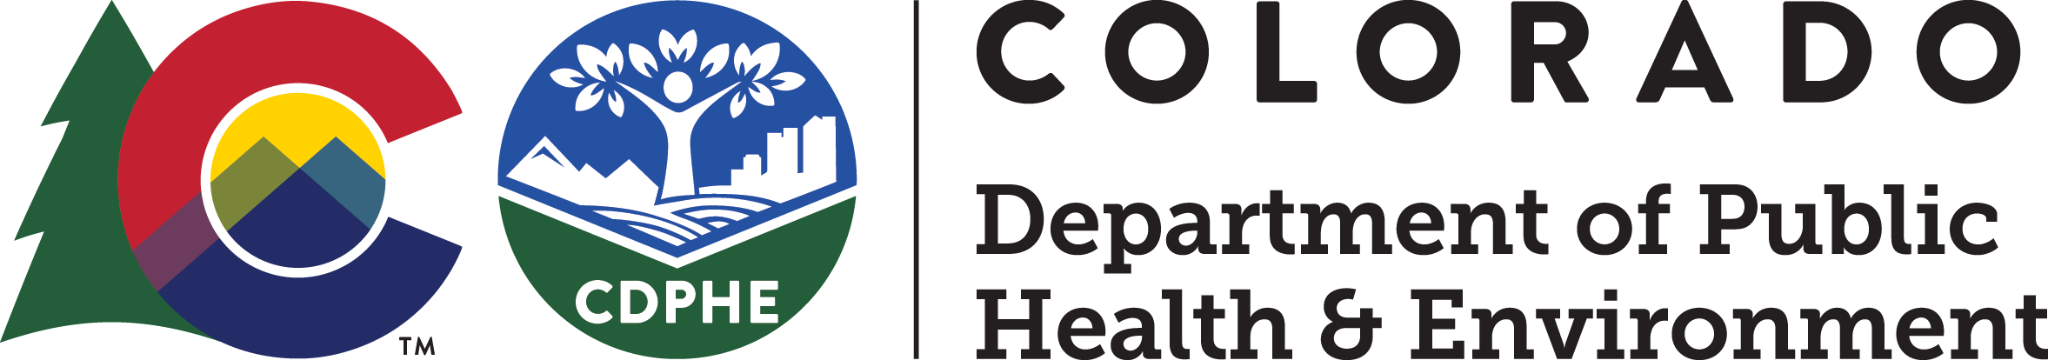 TM
CDPHE
COLORADO
Department of Public
Health & Environment